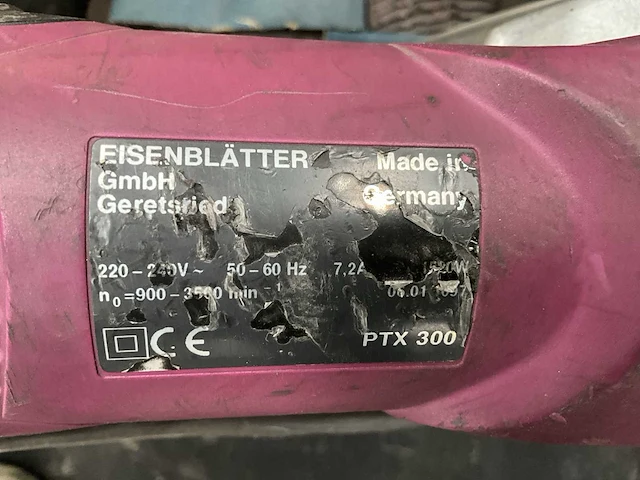 EISENBLÄTTER Made in
GmbH Germany
Geretsried
220 – 240V ~ 50 – 60 Hz 7,2A
n₀ =900 – 3500 min
CE PTX 300